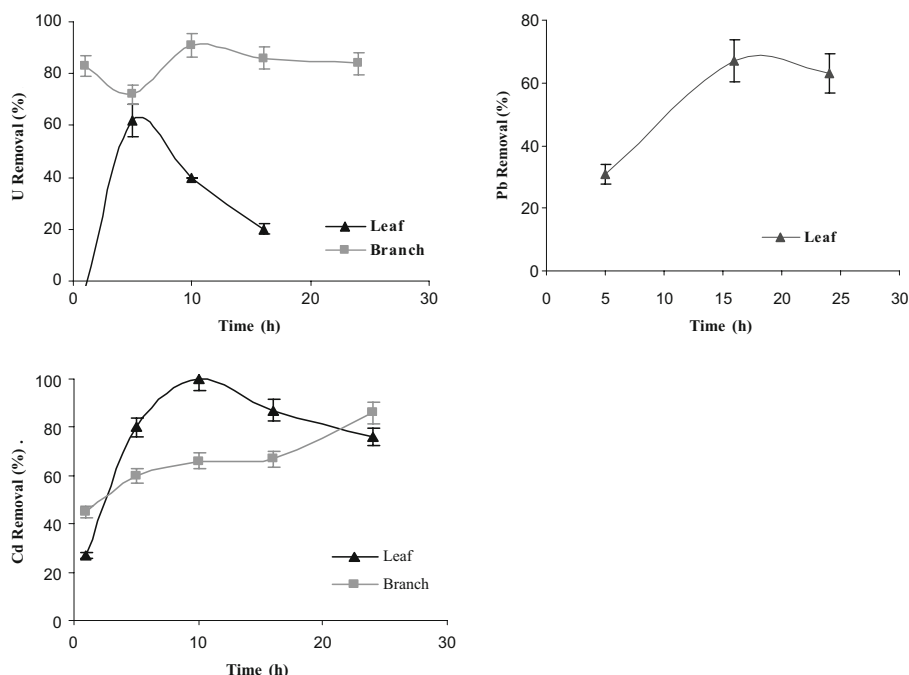 U Removal (%)
100
80
60
40
20
0
Leaf
Branch
0 10 20 30
Time (h)
Pb Removal (%)
80
60
40
20
0
Leaf
0 5 10 15 20 25 30
Time (h)
Cd Removal (%) .
100
80
60
40
20
0
Leaf
Branch
0 10 20 30
Time (h)